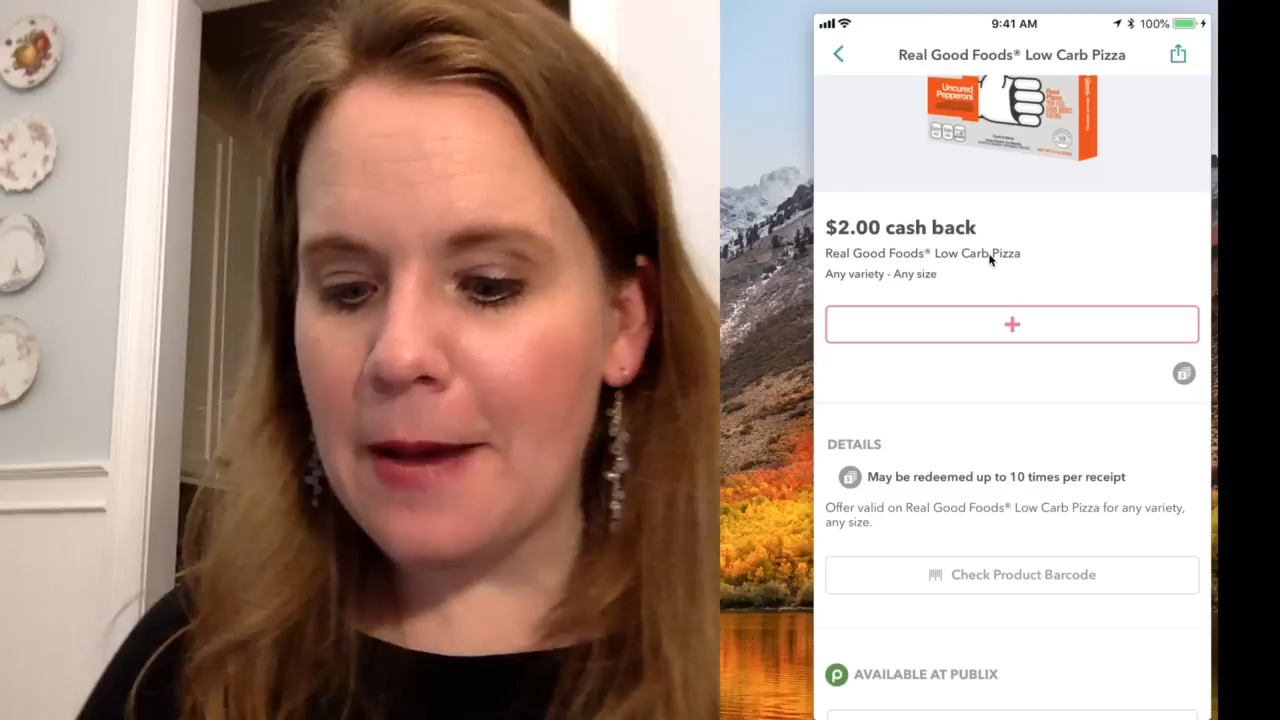 9:41 AM
100%
Real Good Foods® Low Carb Pizza
Uncured
Pepperoni
$2.00 cash back
Real Good Foods® Low Carb Pizza
Any variety - Any size
+
DETAILS
May be redeemed up to 10 times per receipt
Offer valid on Real Good Foods® Low Carb Pizza for any variety,
any size.
Check Product Barcode
p
AVAILABLE AT PUBLIX